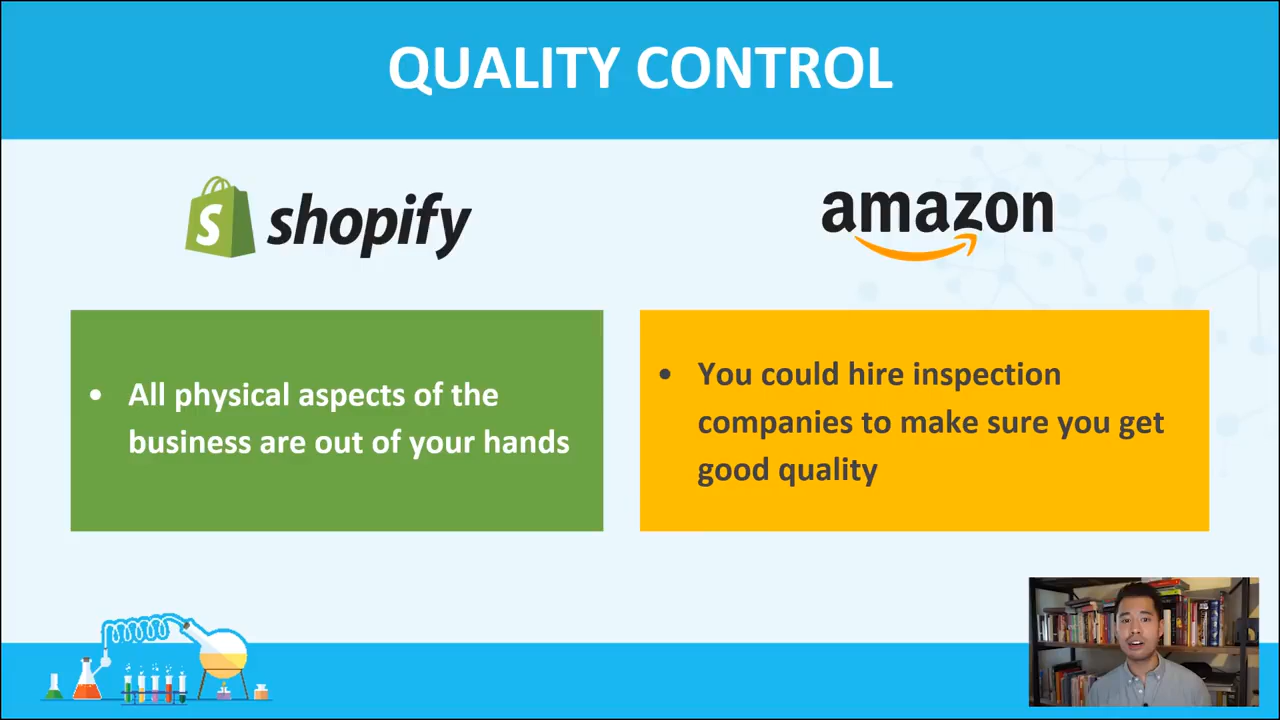 QUALITY CONTROL
S shopify
amazon
• All physical aspects of the
business are out of your hands
• You could hire inspection
companies to make sure you get
good quality